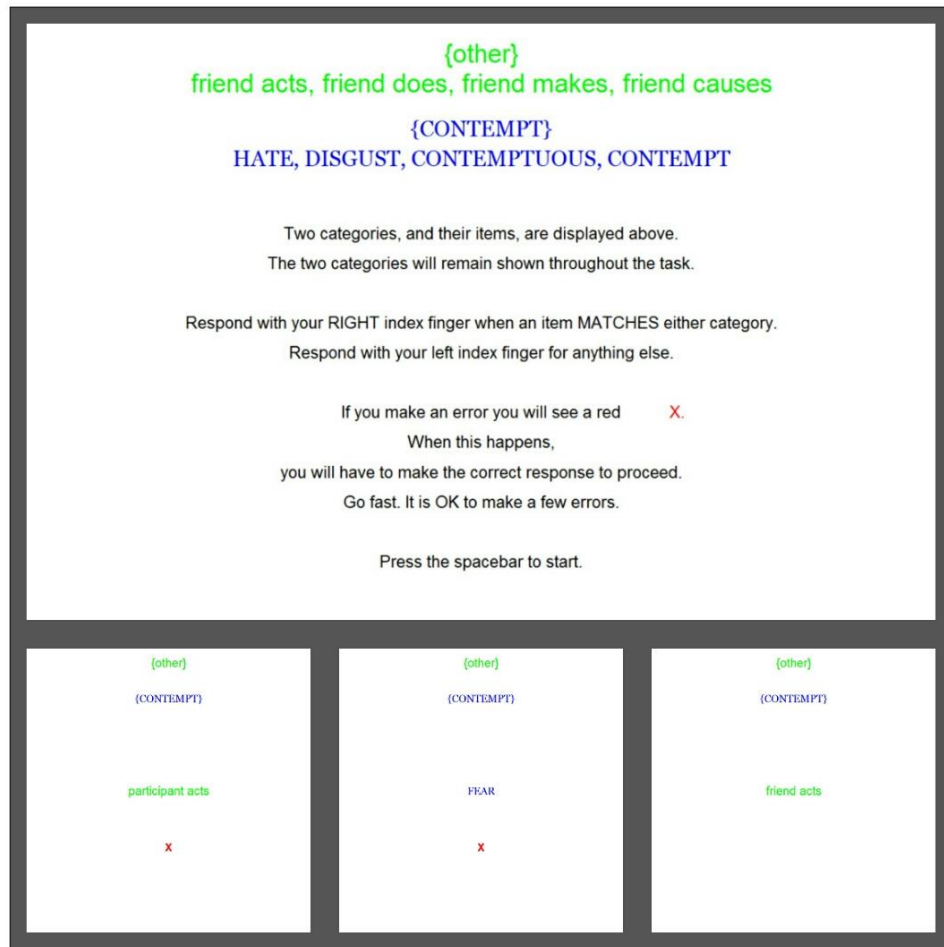 {other}
friend acts, friend does, friend makes, friend causes
{CONTEMPT}
HATE, DISGUST, CONTEMPTUOUS, CONTEMPT
Two categories, and their items, are displayed above.
The two categories will remain shown throughout the task.
Respond with your RIGHT index finger when an item MATCHES either category.
Respond with your left index finger for anything else.
If you make an error you will see a red X.
When this happens,
you will have to make the correct response to proceed.
Go fast. It is OK to make a few errors.
Press the spacebar to start.
{other}
{CONTEMPT}
participant acts
X
{other}
{CONTEMPT}
FEAR
X
{other}
{CONTEMPT}
friend acts